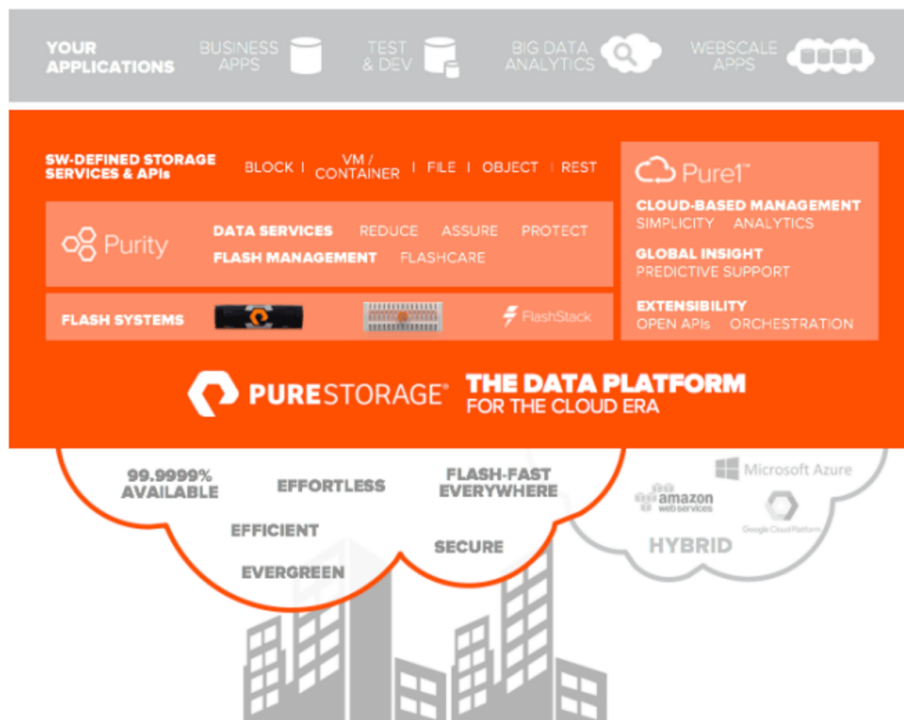 YOUR APPLICATIONS
BUSINESS APPS
TEST & DEV
BIG DATA ANALYTICS
WEBSCALE APPS
SW-DEFINED STORAGE SERVICES & APIs
BLOCK | VM / CONTAINER | FILE | OBJECT | REST
Purity
DATA SERVICES REDUCE ASSURE PROTECT
FLASH MANAGEMENT FLASHCARE
FLASH SYSTEMS
FlashStack
Pure1™
CLOUD-BASED MANAGEMENT
SIMPLICITY ANALYTICS
GLOBAL INSIGHT
PREDICTIVE SUPPORT
EXTENSIBILITY
OPEN APIs ORCHESTRATION
PURESTORAGE®
THE DATA PLATFORM
FOR THE CLOUD ERA
99.9999%
AVAILABLE
EFFORTLESS
FLASH-FAST
EVERYWHERE
EFFICIENT
SECURE
EVERGREEN
Microsoft Azure
amazon
webservices
Google Cloud Platform
HYBRID